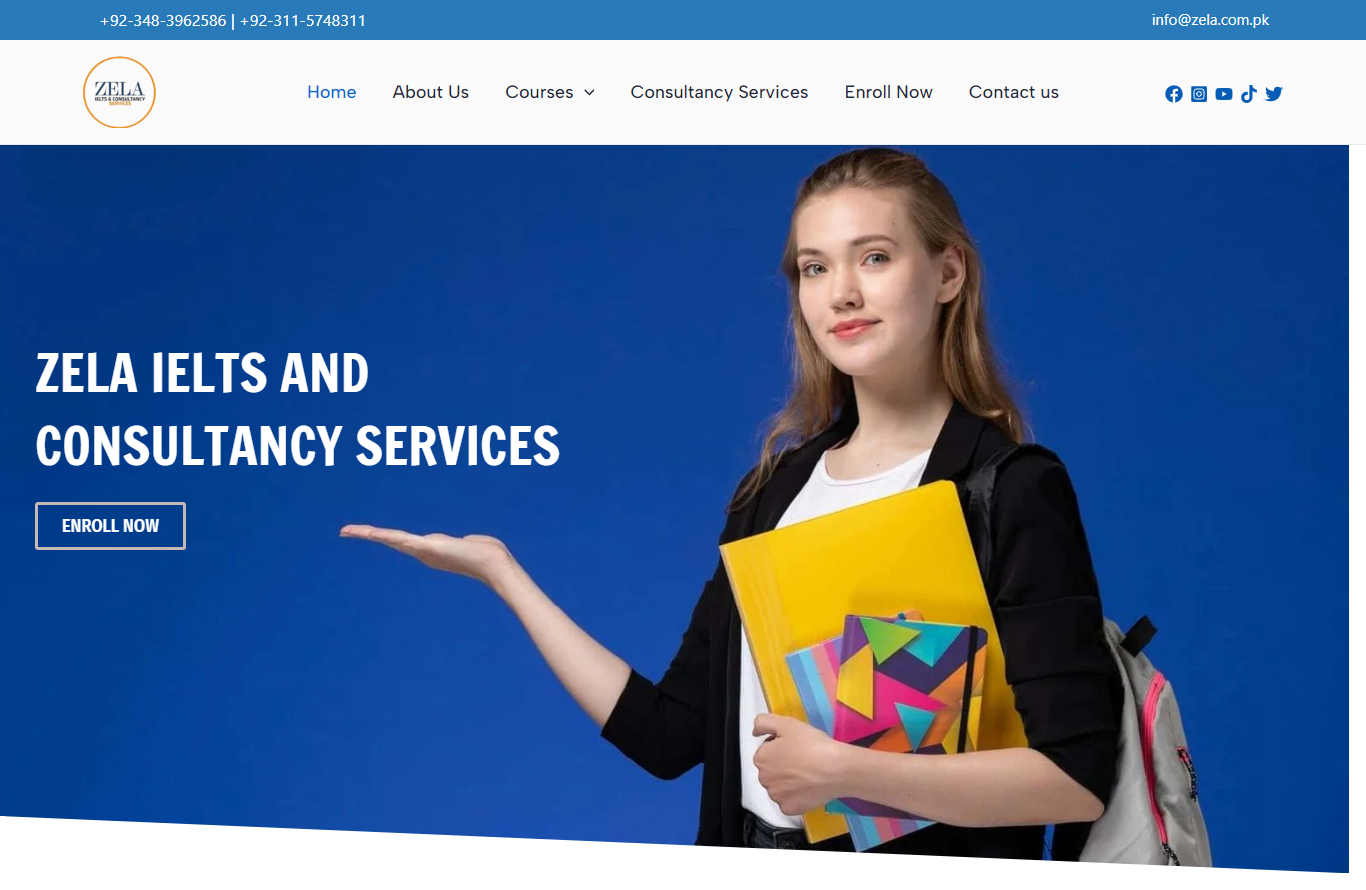 +92-348-3962586 | +92-311-5748311
info@zela.com.pk
ZELA
IELTS & CONSULTANCY
SERVICES
Home
About Us
Courses
Consultancy Services
Enroll Now
Contact us
ZELA IELTS AND
CONSULTANCY SERVICES
ENROLL NOW